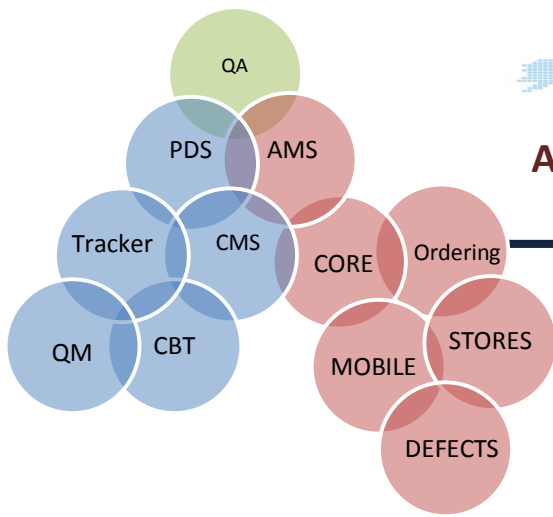 QA
PDS
AMS
A
Tracker
CMS
CORE
Ordering
QM
CBT
MOBILE
STORES
DEFECTS